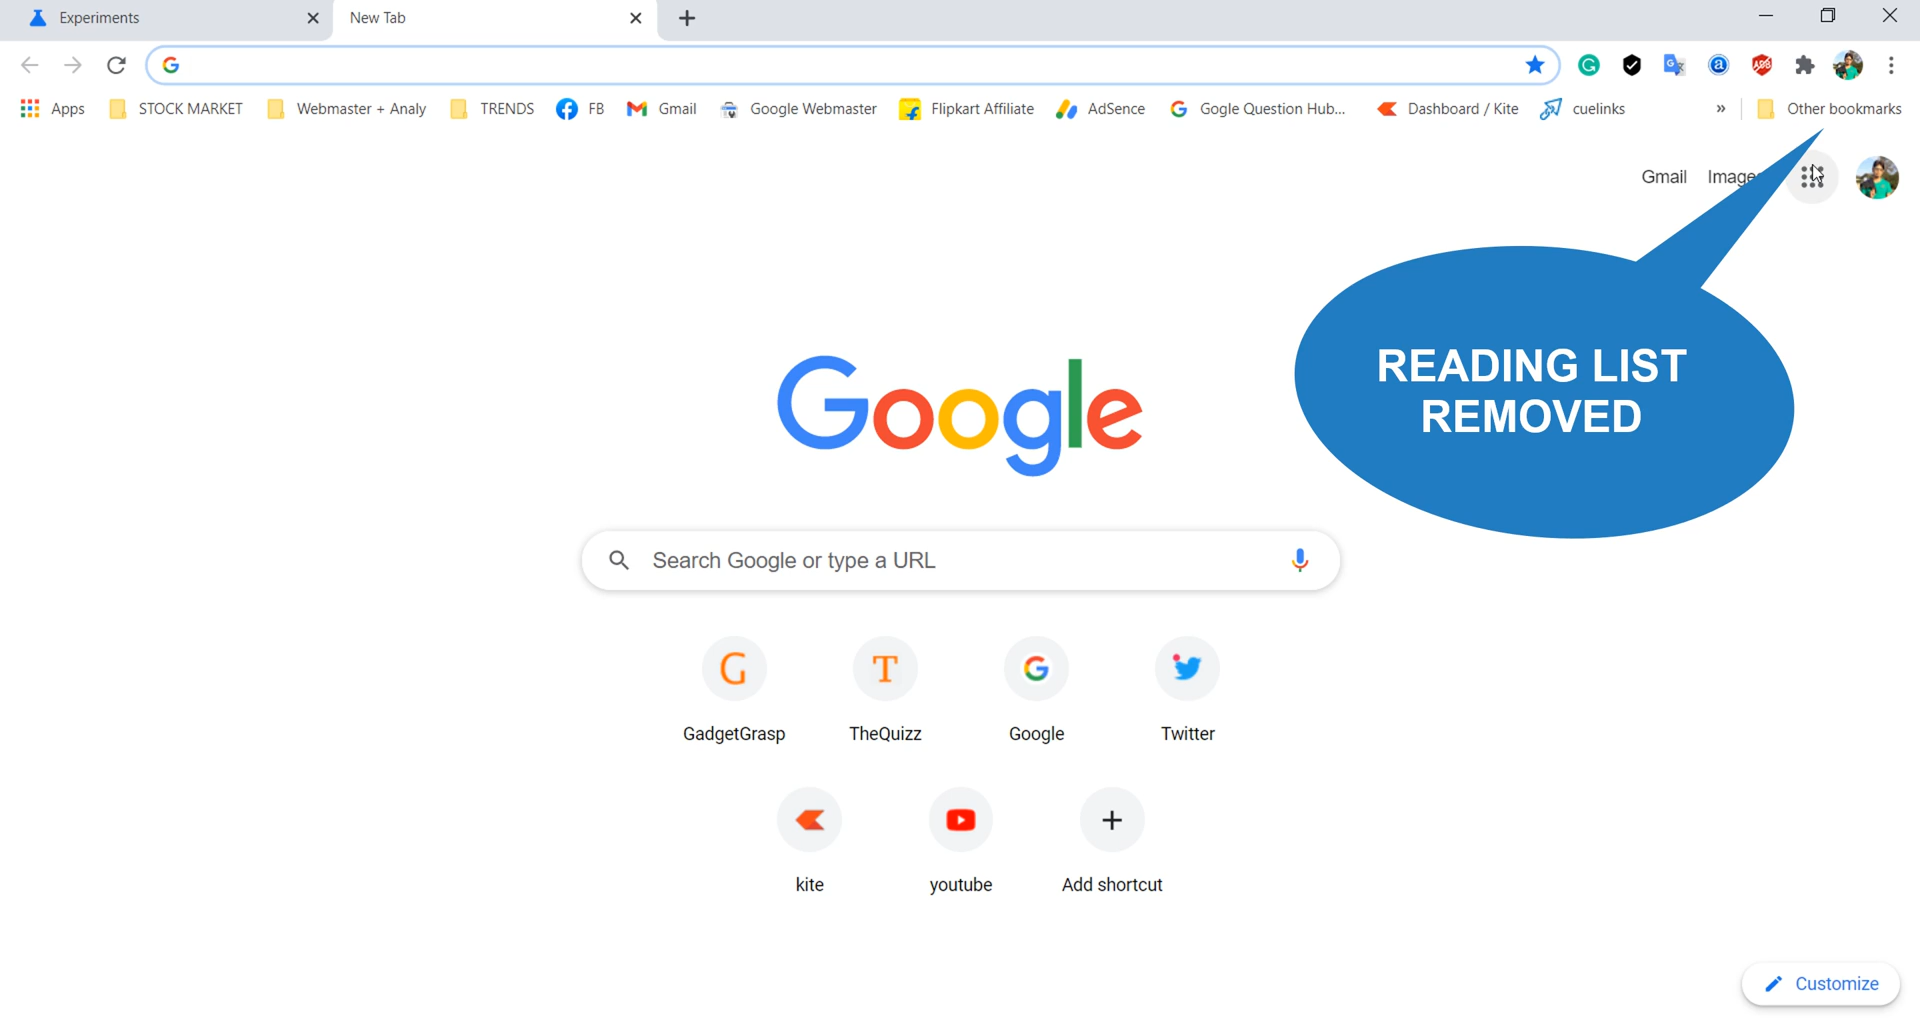 Experiments
New Tab
Apps
STOCK MARKET
Webmaster + Analy
TRENDS
FB
Gmail
Google Webmaster
Flipkart Affiliate
AdSence
Gogle Question Hub...
Dashboard / Kite
cuelinks
»
Other bookmarks
Gmail
Images
READING LIST
REMOVED
Google
Search Google or type a URL
G
T
GadgetGrasp
TheQuizz
Google
Twitter
kite
youtube
Add shortcut
Customize